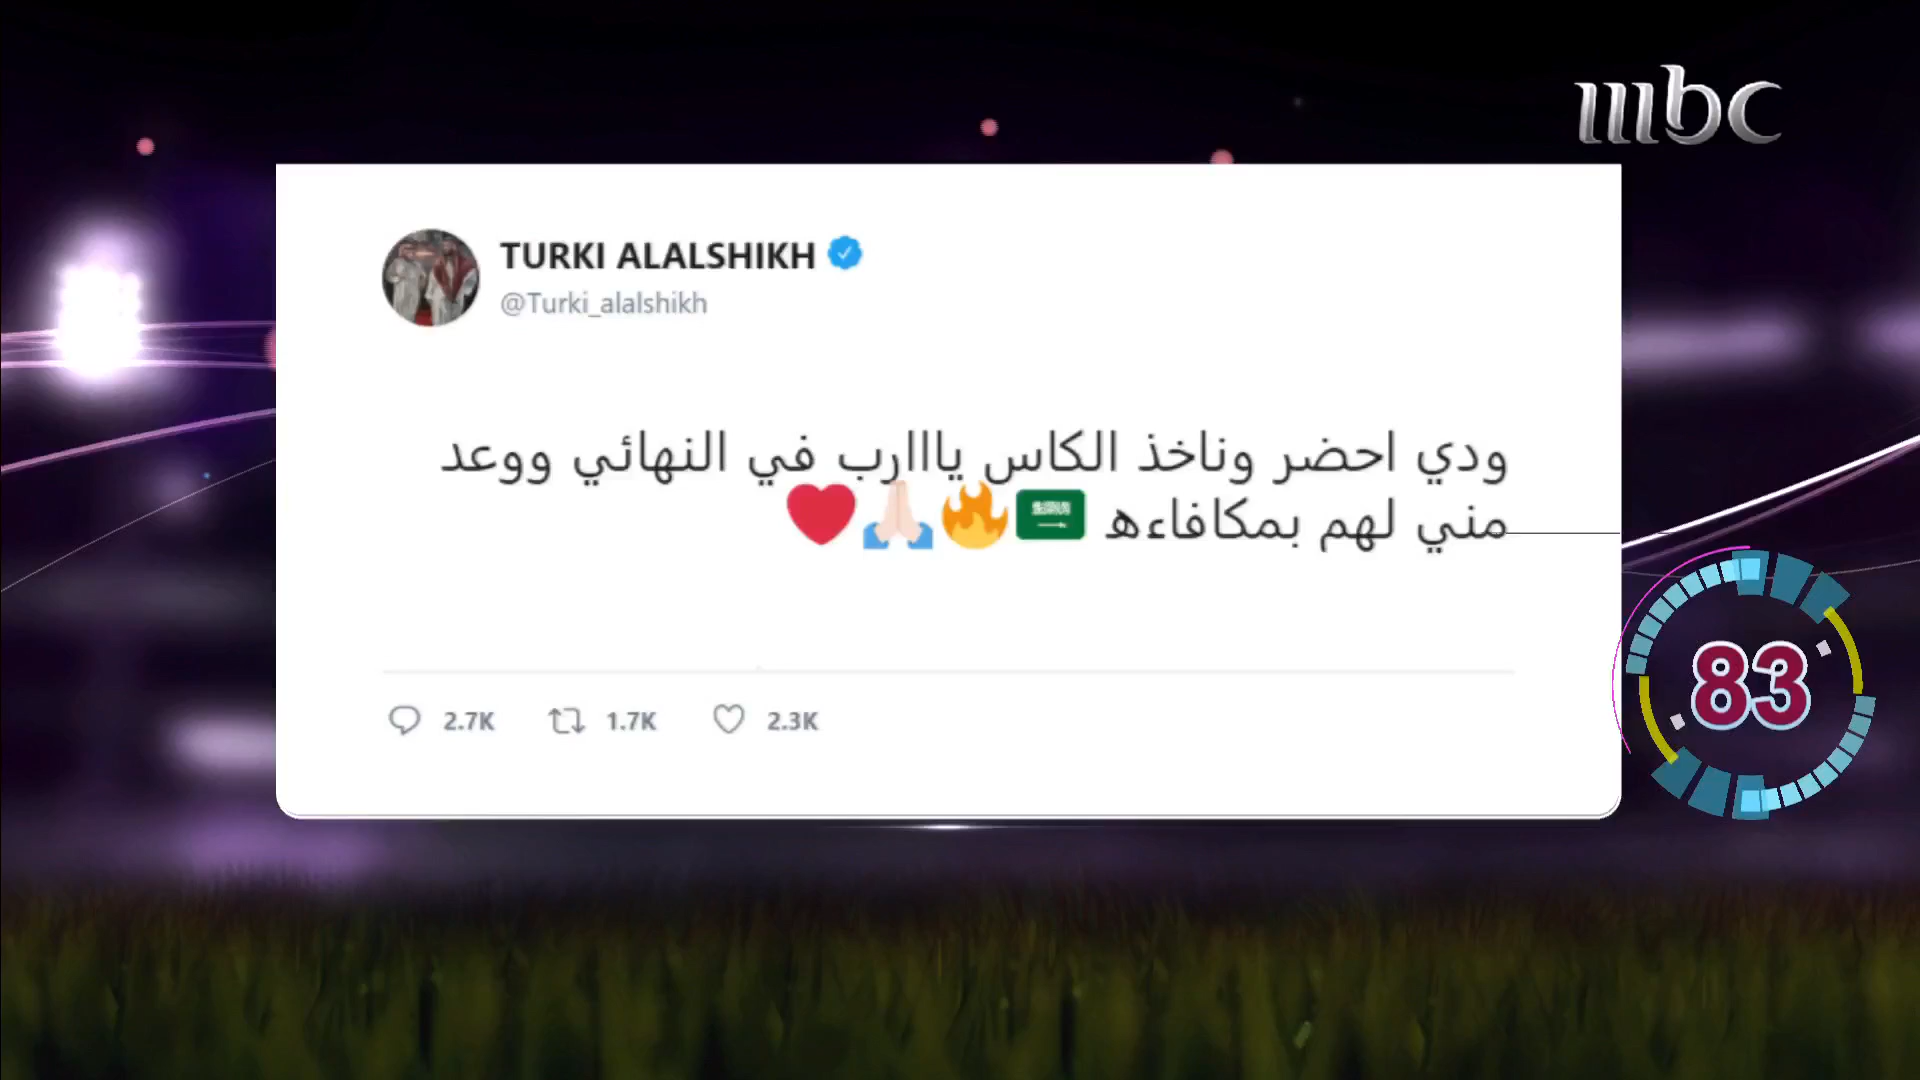 mbc
TURKI ALALSHIKH
@Turki_alalshikh
ودي احضر وناخذ الكاس يااارب في النهائي ووعد
مني لهم بمكافاءه 🇸🇦🔥🙏🏻❤️
2.7K 1.7K 2.3K
83